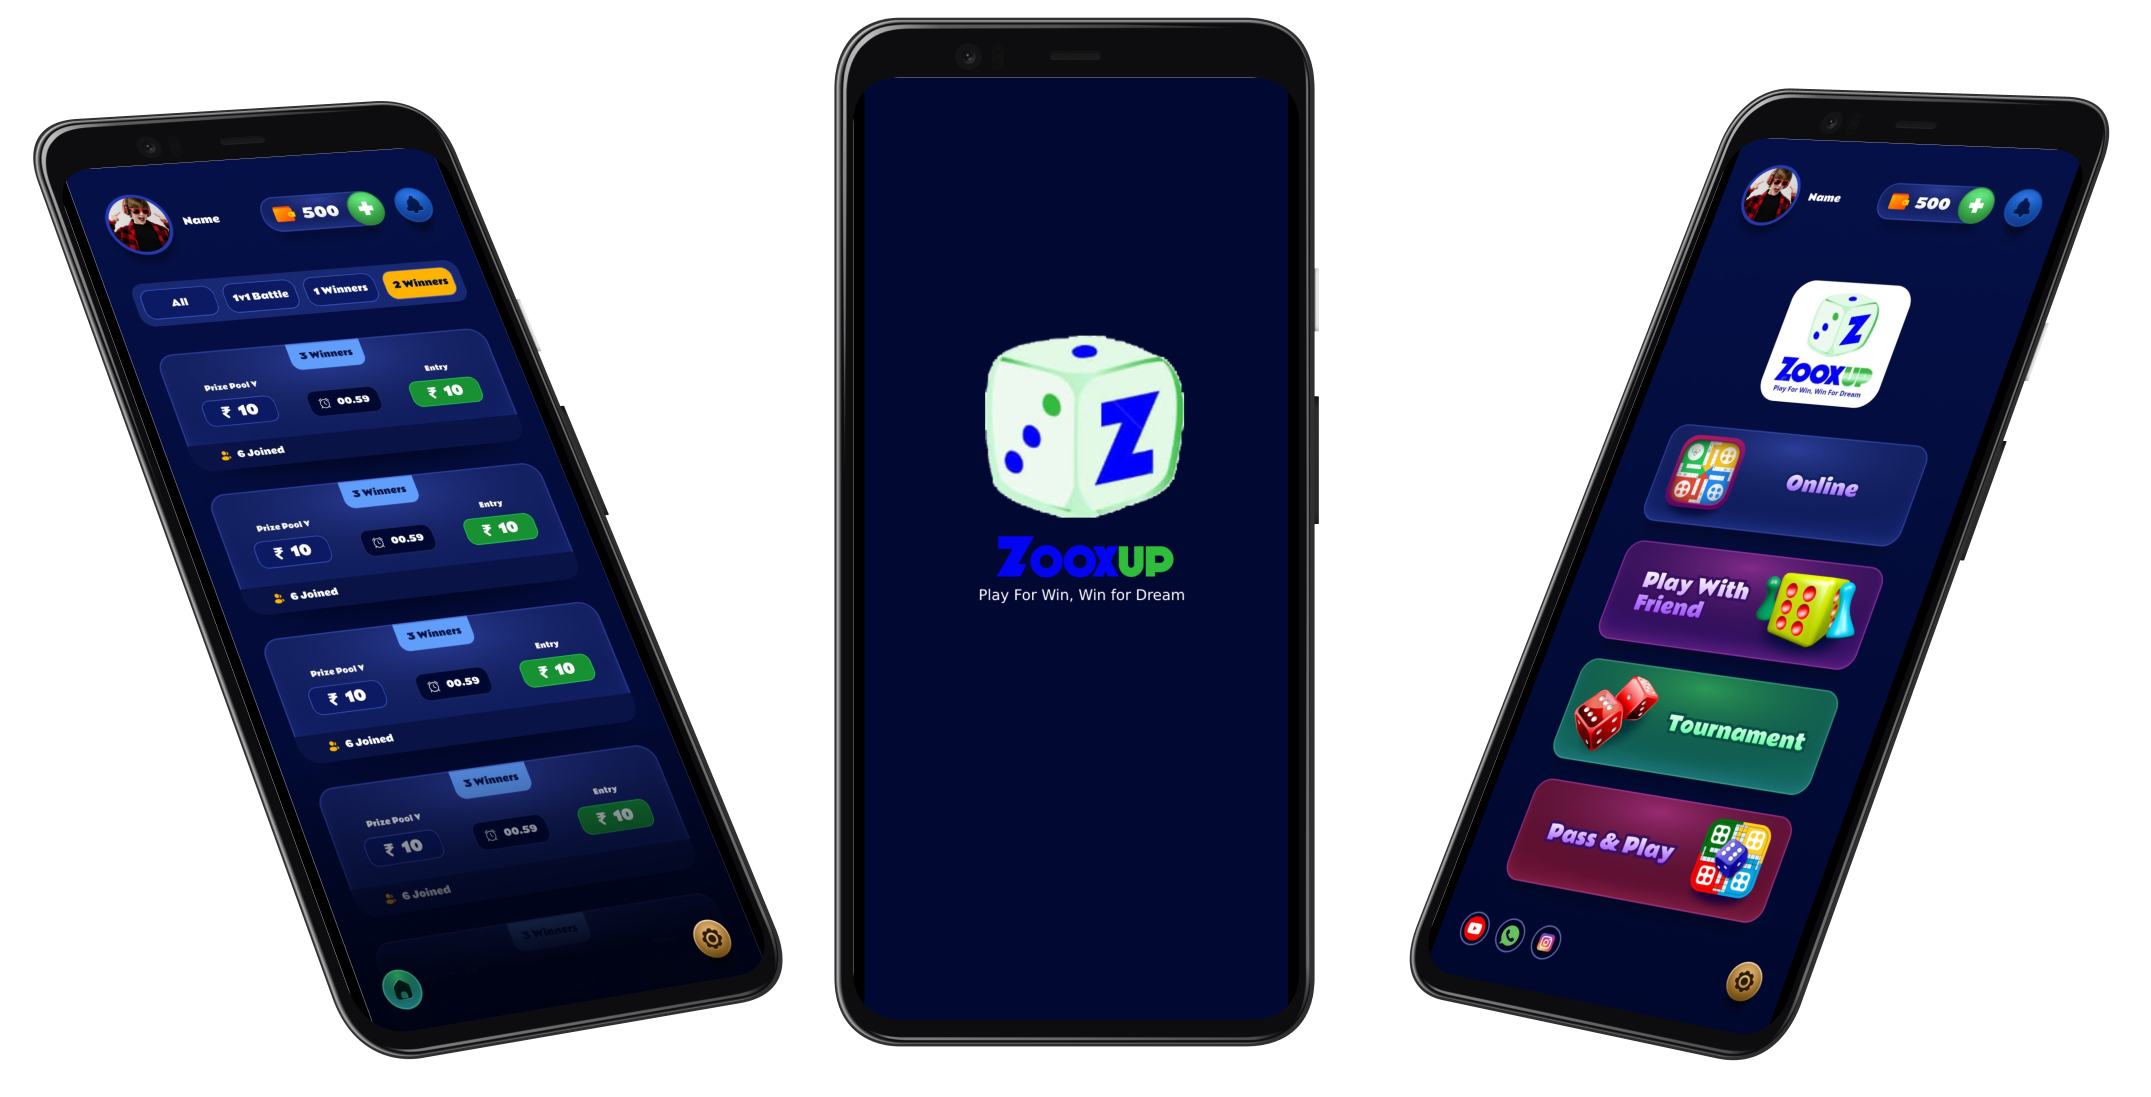 Name
500
All
1v1 Battle
1 Winners
2 Winners
3 Winners
Prize Pool ˅
₹ 10
00.59
Entry
₹ 10
6 Joined
3 Winners
Prize Pool ˅
₹ 10
00.59
Entry
₹ 10
6 Joined
3 Winners
Prize Pool ˅
₹ 10
00.59
Entry
₹ 10
6 Joined
3 Winners
Prize Pool ˅
₹ 10
00.59
Entry
₹ 10
6 Joined
3 Winners
Z
ZOOXUP
Play For Win, Win for Dream
Name
500
Z
ZOOXUP
Play For Win, Win For Dream
Online
Play With
Friend
Tournament
Pass & Play